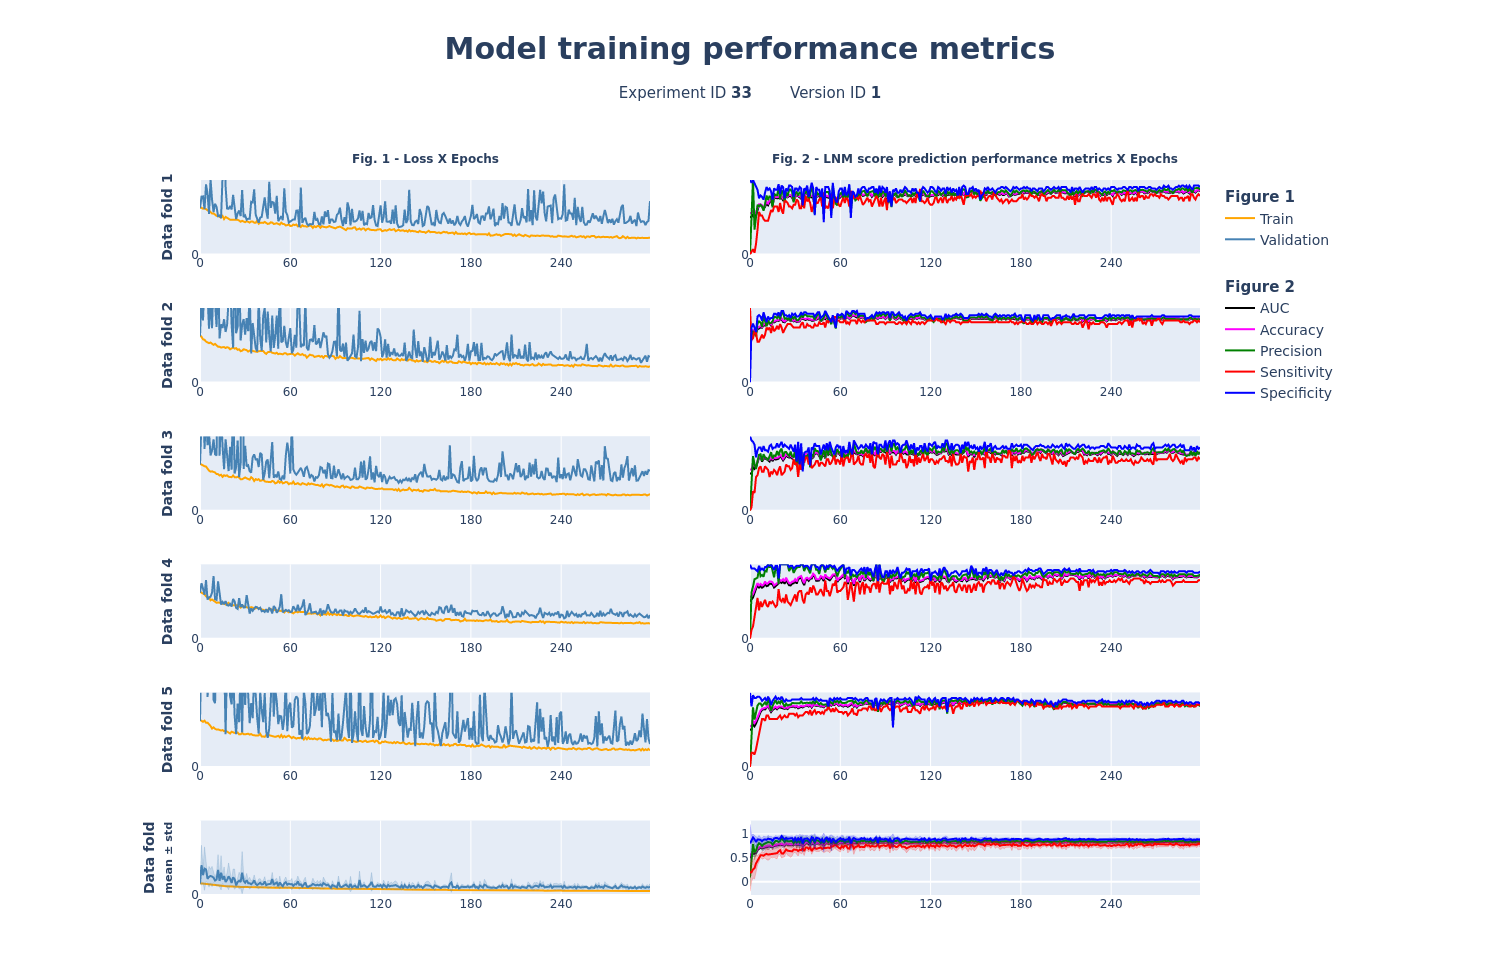 Model training performance metrics
Experiment ID 33 Version ID 1
Fig. 1 - Loss X Epochs
Fig. 2 - LNM score prediction performance metrics X Epochs
Data fold 1
0
0 60 120 180 240
0
0 60 120 180 240
Data fold 2
0
0 60 120 180 240
0
0 60 120 180 240
Data fold 3
0
0 60 120 180 240
0
0 60 120 180 240
Data fold 4
0
0 60 120 180 240
0
0 60 120 180 240
Data fold 5
0
0 60 120 180 240
0
0 60 120 180 240
Data fold
mean ± std
0
0 60 120 180 240
1
0.5
0
0 60 120 180 240
Figure 1
Train
Validation
Figure 2
AUC
Accuracy
Precision
Sensitivity
Specificity